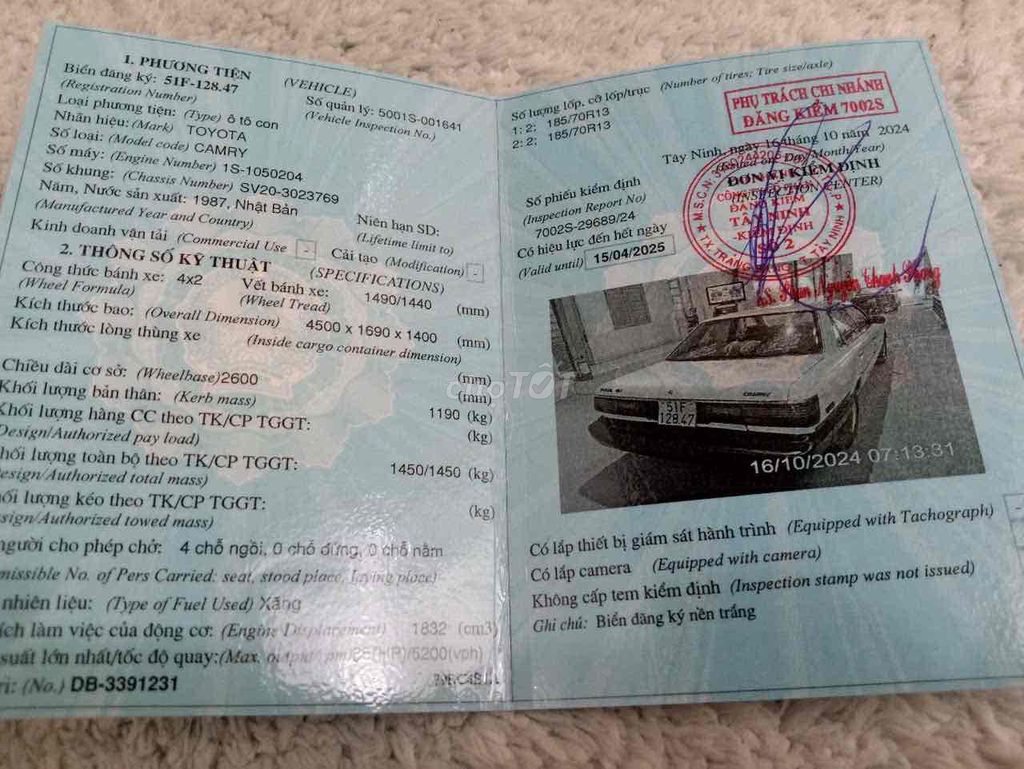 1. PHƯƠNG TIỆN (VEHICLE)
Biển đăng ký: 51F-128.47
(Registration Number)
Số quản lý: 5001S-001641
(Vehicle Inspection No.)
Loại phương tiện: (Type) ô tô con
Nhãn hiệu: (Mark) TOYOTA
Số loại: (Model code) CAMRY
Số máy: (Engine Number) 1S-1050204
Số khung: (Chassis Number) SV20-3023769
Năm, Nước sản xuất: 1987, Nhật Bản
(Manufactured Year and Country)
Niên hạn SD:
(Lifetime limit to)
Kinh doanh vận tải (Commercial Use - Cải tạo (Modification) -
2. THÔNG SỐ KỸ THUẬT (SPECIFICATIONS)
Công thức bánh xe: 4x2
(Wheel Formula)
Vết bánh xe: 1490/1440 (mm)
(Wheel Tread)
Kích thước bao: (Overall Dimension) 4500 x 1690 x 1400 (mm)
Kích thước lòng thùng xe (Inside cargo container dimension)
(mm)
Chiều dài cơ sở: (Wheelbase) 2600 (mm)
Khối lượng bản thân: (Kerb mass) 1190 (kg)
Khối lượng hàng CC theo TK/CP TGGT: (kg)
Design/Authorized pay load)
hối lượng toàn bộ theo TK/CP TGGT: 1450/1450 (kg)
esign/Authorized total mass)
ối lượng kéo theo TK/CP TGGT: (kg)
sign/Authorized towed mass)
người cho phép chở: 4 chỗ ngồi, 0 chỗ đứng, 0 chỗ nằm
missible No. of Pers Carried: seat, stood place, laying place)
nhiên liệu: (Type of Fuel Used) Xăng
ích làm việc của động cơ: (Engine Displacement) 1832 (cm3)
suất lớn nhất/tốc độ quay: (Max. output /5200(vph)
ri: (No.) DB-3391231
Số lượng lốp, cỡ lốp/trục (Number of tires; Tire size/axle)
1: 2; 185/70R13
2: 2; 185/70R13
PHỤ TRÁCH CHI NHÁNH
ĐĂNG KIỂM 7002S
Tây Ninh, ngày 16 tháng 10 năm 2024
(Issued on: Day/Month/Year)
ĐƠN VỊ KIỂM ĐỊNH
(INSPECTION CENTER)
ĐĂNG KIỂM
TÂY NINH
Số phiếu kiểm định
(Inspection Report No)
7002S-29689/24
Có hiệu lực đến hết ngày
(Valid until) 15/04/2025
CAMRY
51F
128.47
16/10/2024 07:13:31
chợTỐT
Có lắp thiết bị giám sát hành trình (Equipped with Tachograph) -
Có lắp camera (Equipped with camera)
Không cấp tem kiểm định (Inspection stamp was not issued)
Ghi chú: Biển đăng ký nền trắng